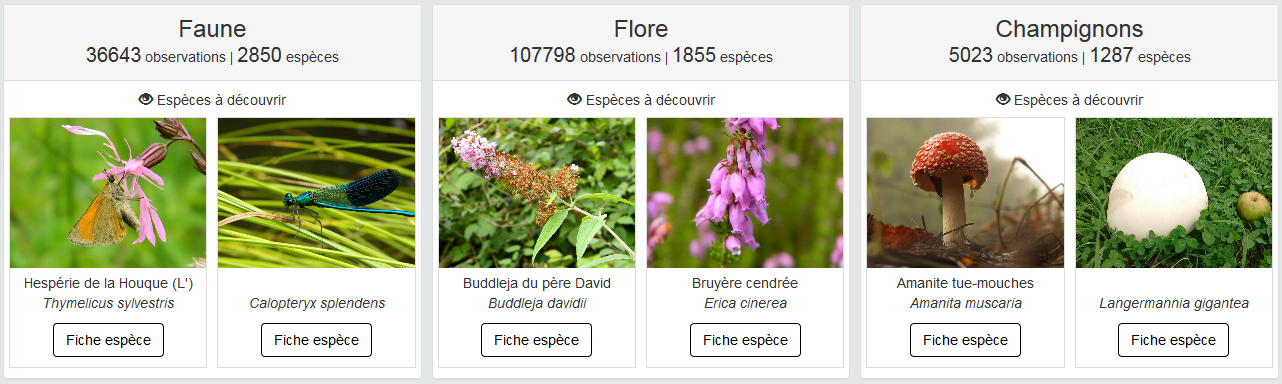 Faune
36643 observations | 2850 espèces
Espèces à découvrir
Hespérie de la Houque (L')
Thymelicus sylvestris
Fiche espèce
Calopteryx splendens
Fiche espèce
Flore
107798 observations | 1855 espèces
Espèces à découvrir
Buddleja du père David
Buddleja davidii
Fiche espèce
Bruyère cendrée
Erica cinerea
Fiche espèce
Champignons
5023 observations | 1287 espèces
Espèces à découvrir
Amanite tue-mouches
Amanita muscaria
Fiche espèce
Langermannia gigantea
Fiche espèce